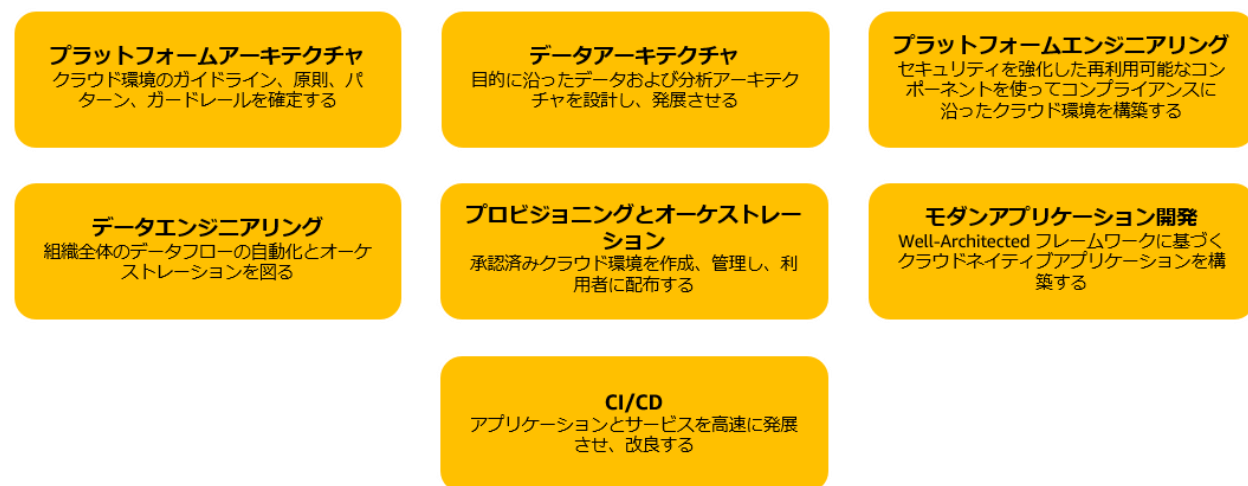 プラットフォームアーキテクチャ
クラウド環境のガイドライン、原則、パ
ターン、ガードレールを確定する
データアーキテクチャ
目的に沿ったデータおよび分析アーキテク
チャを設計し、発展させる
プラットフォームエンジニアリング
セキュリティを強化した再利用可能なコン
ポーネントを使ってコンプライアンスに
沿ったクラウド環境を構築する
データエンジニアリング
組織全体のデータフローの自動化とオーケ
ストレーションを図る
プロビジョニングとオーケストレー
ション
承認済みクラウド環境を作成、管理し、利
用者に配布する
モダンアプリケーション開発
Well-Architected フレームワークに基づく
クラウドネイティブアプリケーションを構
築する
CI/CD
アプリケーションとサービスを高速に発展
させ、改良する